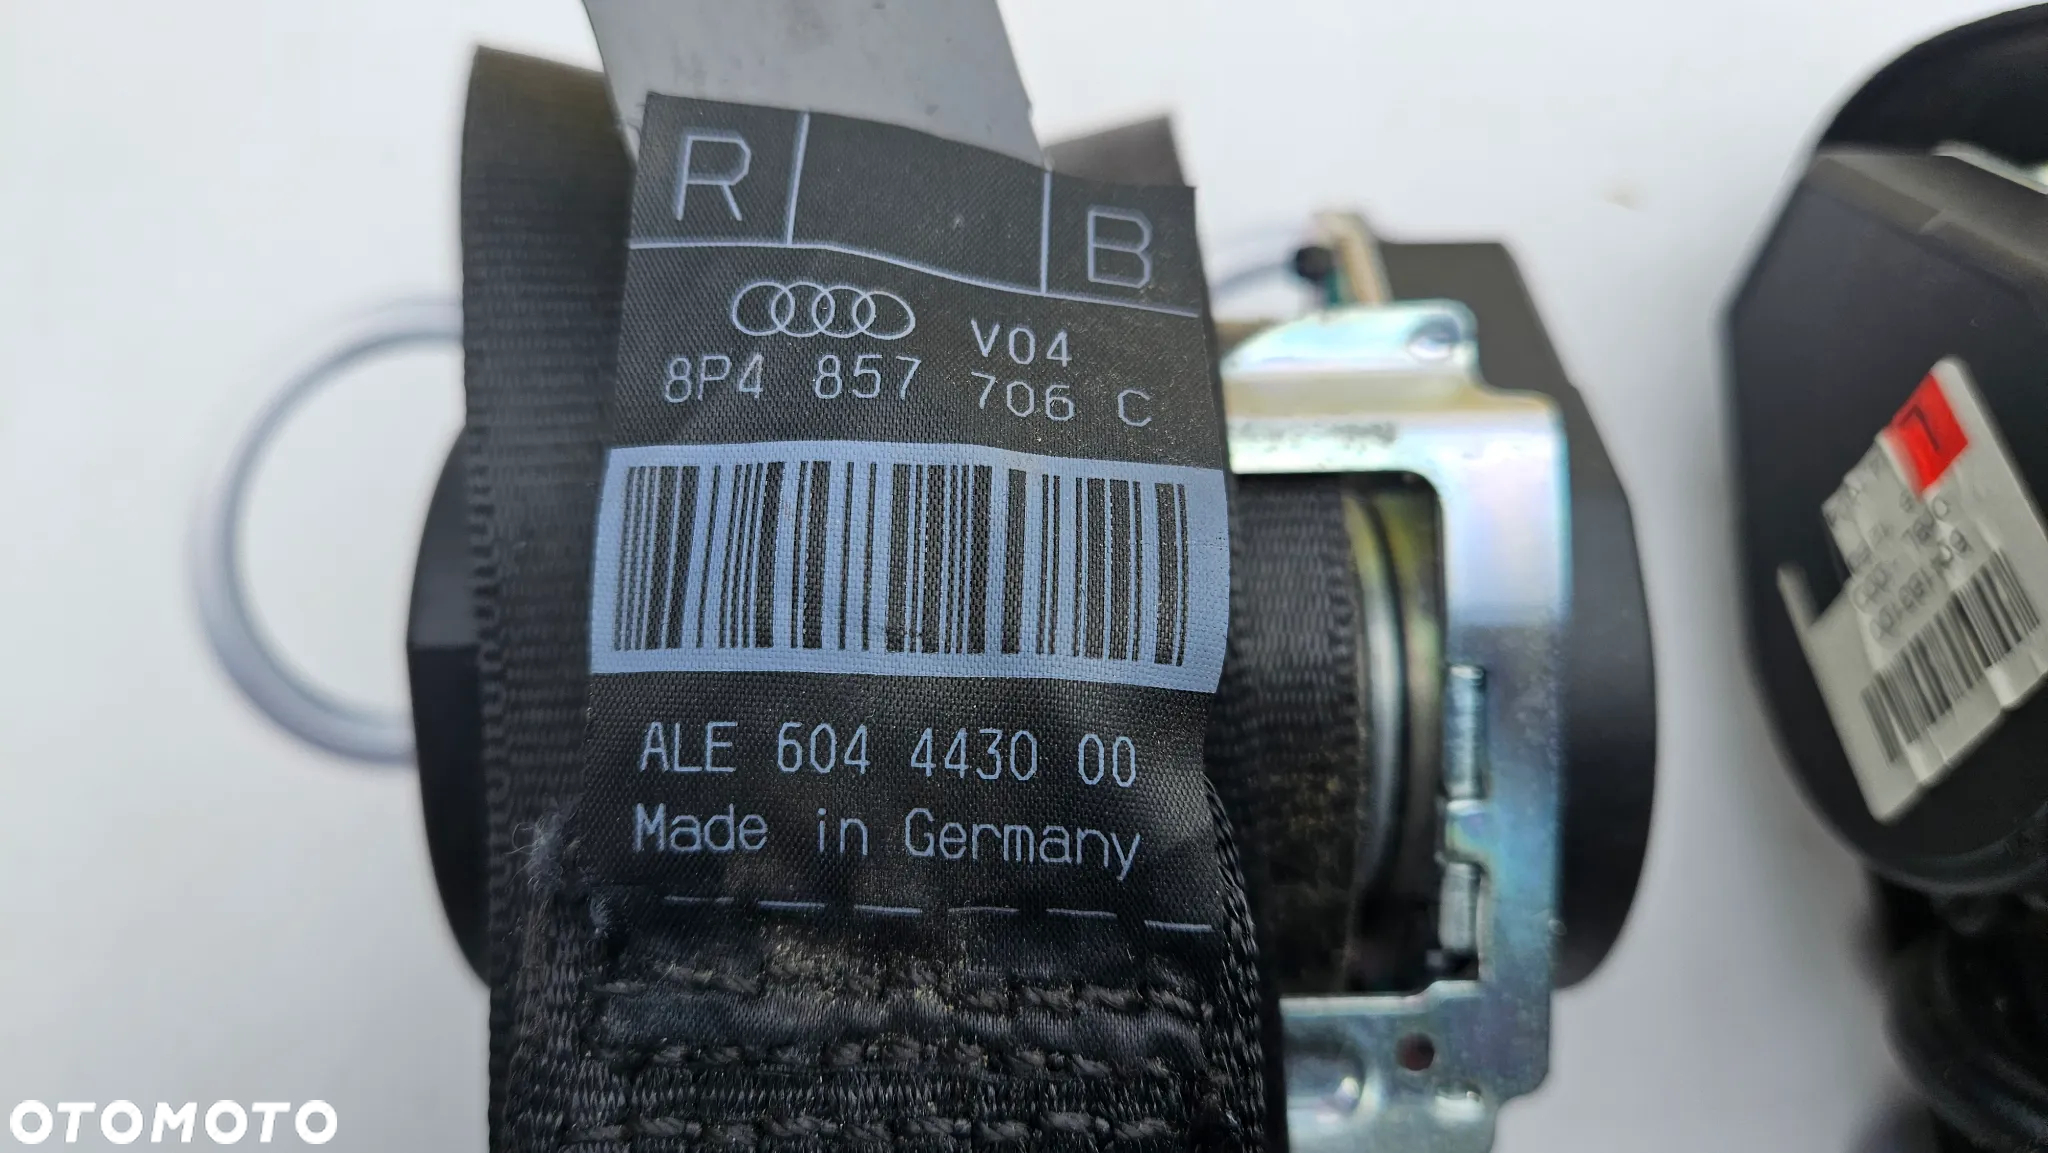 R B
V04
8P4 857 706 C
ALE 604 4430 00
Made in Germany
L
OTOMOTO